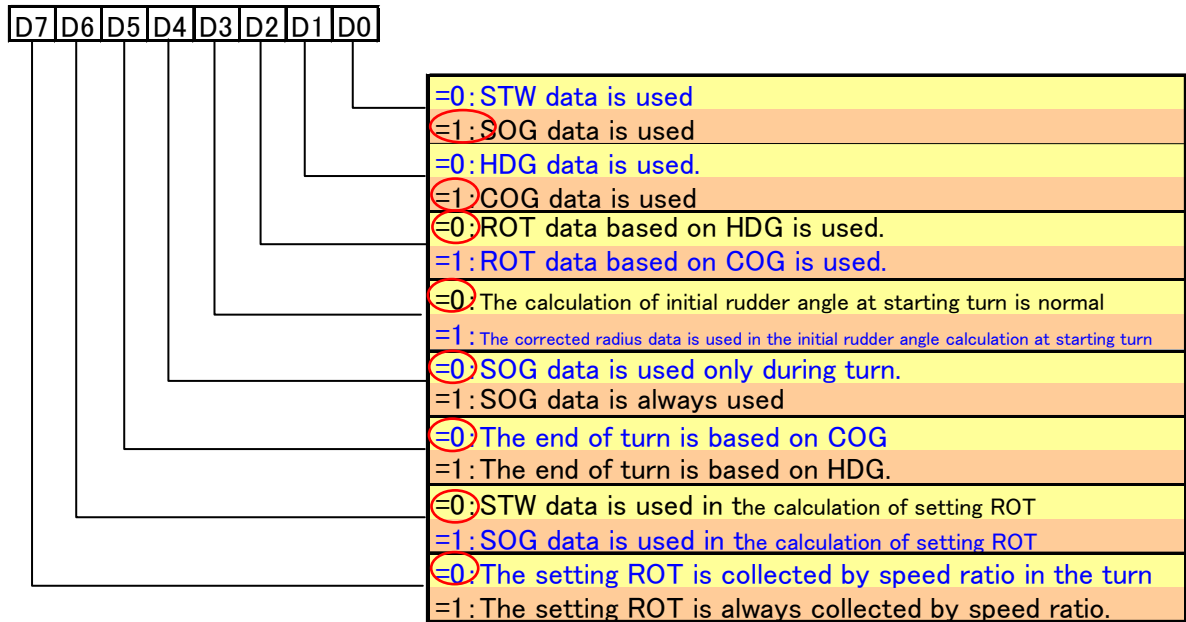 D7 D6 D5 D4 D3 D2 D1 D0
=0:STW data is used
=1:SOG data is used
=0:HDG data is used.
=1:COG data is used
=0:ROT data based on HDG is used.
=1:ROT data based on COG is used.
=0:The calculation of initial rudder angle at starting turn is normal
=1:The corrected radius data is used in the initial rudder angle calculation at starting turn
=0:SOG data is used only during turn.
=1:SOG data is always used
=0:The end of turn is based on COG
=1:The end of turn is based on HDG.
=0:STW data is used in the calculation of setting ROT
=1:SOG data is used in the calculation of setting ROT
=0:The setting ROT is collected by speed ratio in the turn
=1:The setting ROT is always collected by speed ratio.